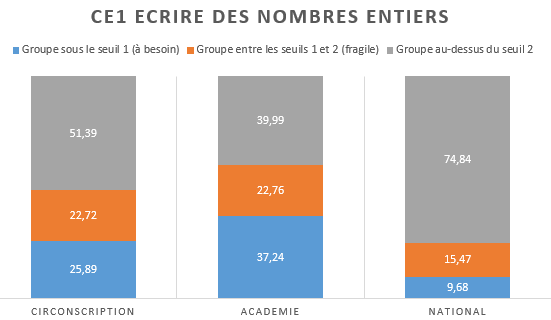 CE1 ECRIRE DES NOMBRES ENTIERS
Groupe sous le seuil 1 (à besoin) Groupe entre les seuils 1 et 2 (fragile) Groupe au-dessus du seuil 2
51,39 39,99 74,84
22,72 22,76 15,47
25,89 37,24 9,68
CIRCONSCRIPTION ACADEMIE NATIONAL